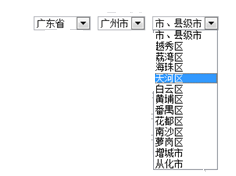 广东省 广州市 市、县级市
市、县级市
越秀区
荔湾区
海珠区
天河区
白云区
黄埔区
番禺区
花都区
南沙区
萝岗区
增城市
从化市